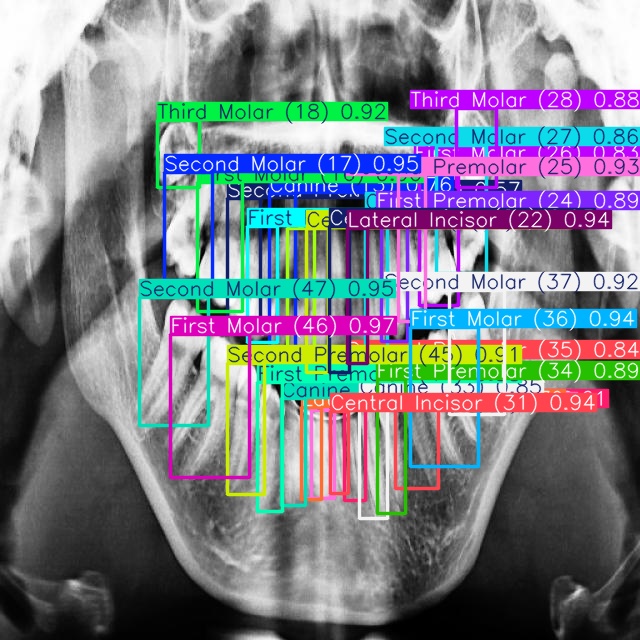 Third Molar (28) 0.88
Third Molar (18) 0.92
Second Molar (27) 0.86
Second Molar (17) 0.95
Premolar (25) 0.93
First Premolar (24) 0.89
First
Lateral Incisor (22) 0.94
Second Molar (37) 0.92
Second Molar (47) 0.95
First Molar (36) 0.94
First Molar (46) 0.97
(35) 0.84
Second Premolar (45) 0.91
First Premolar (34) 0.89
Canine (33) 0.85
Canine
Central Incisor (31) 0.94